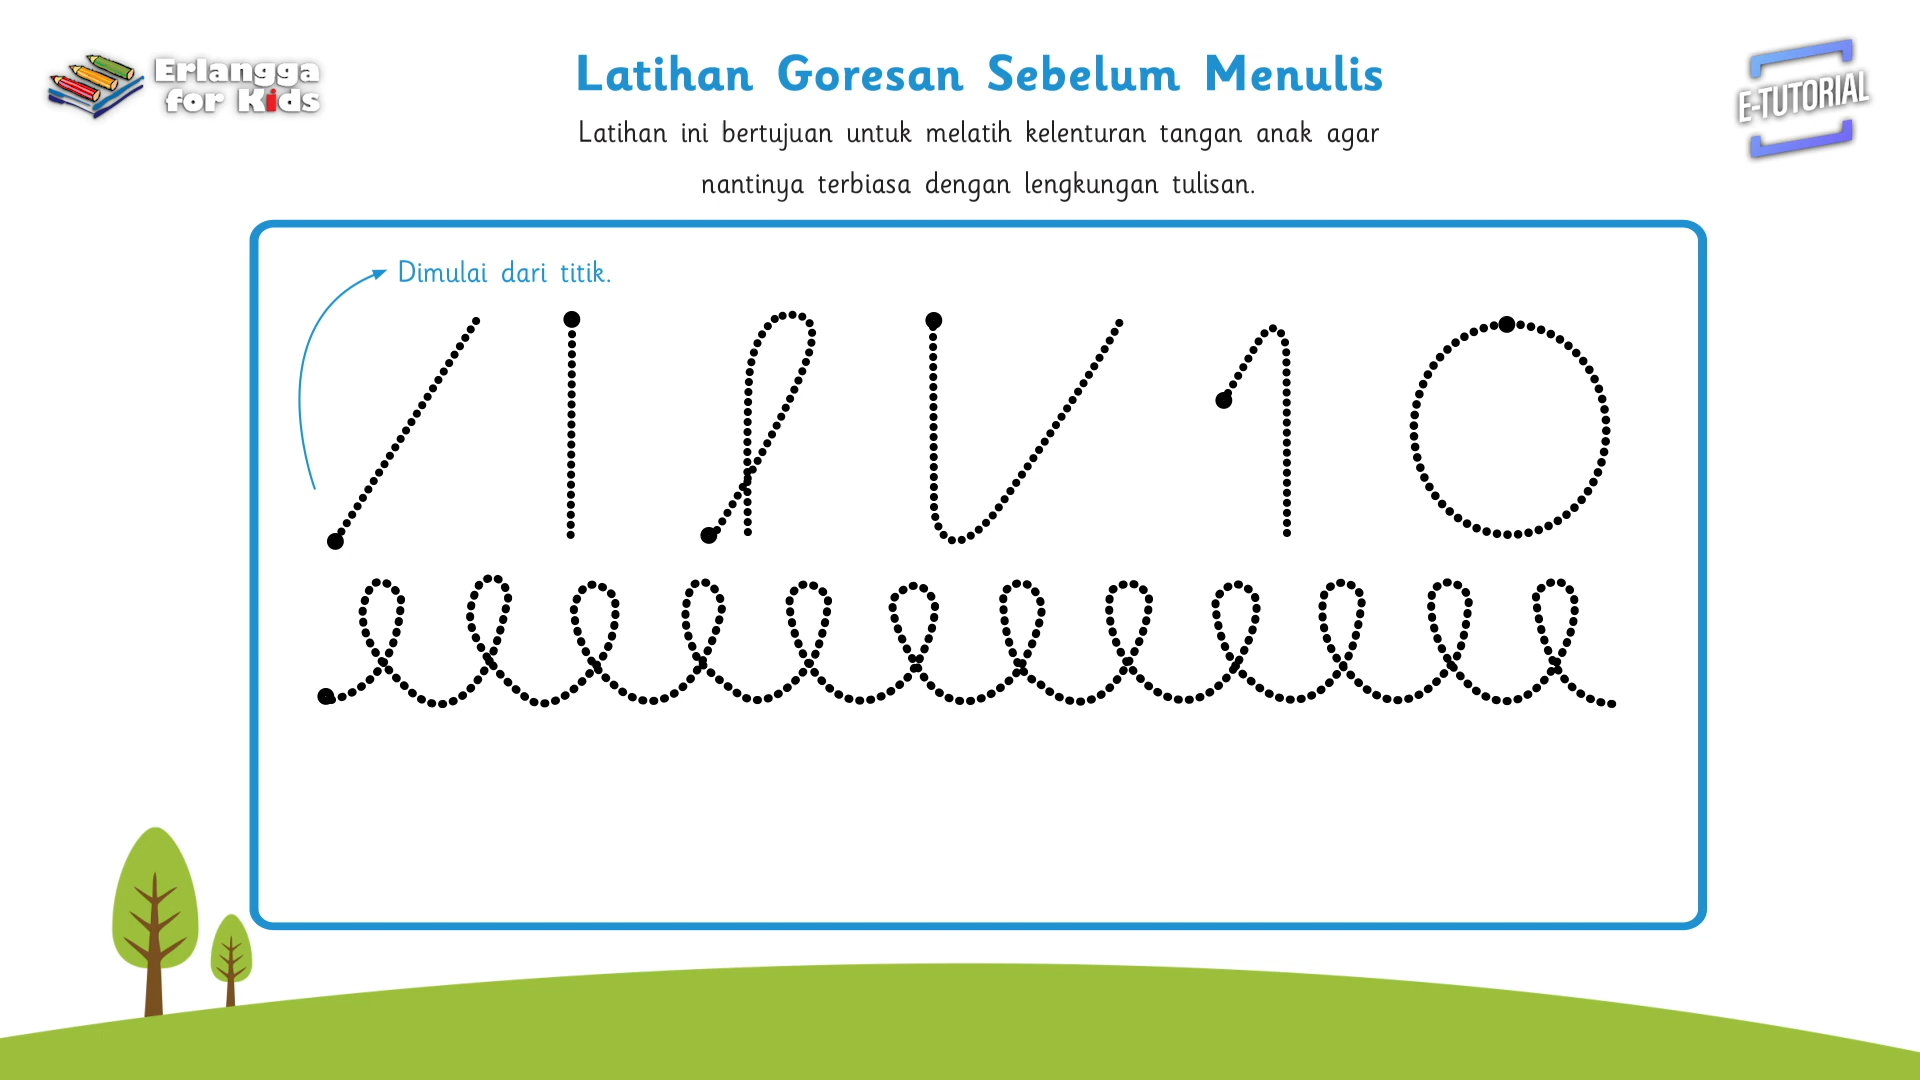 Erlangga
for Kids
Latihan Goresan Sebelum Menulis
E-TUTORIAL
Latihan ini bertujuan untuk melatih kelenturan tangan anak agar
nantinya terbiasa dengan lengkungan tulisan.
Dimulai dari titik.